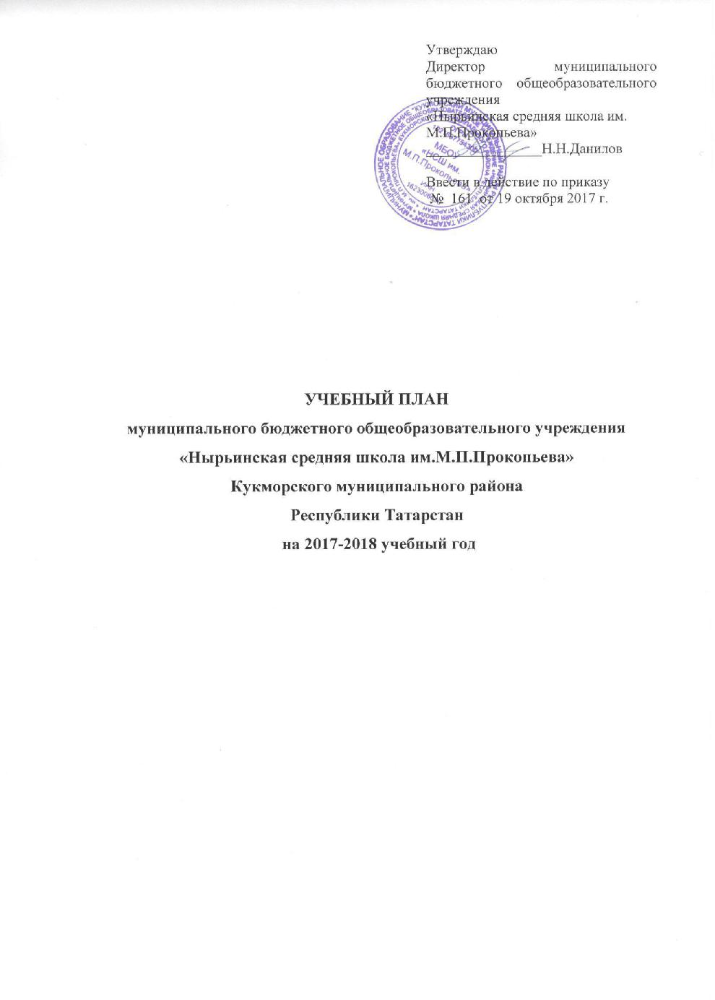 Утверждаю
Директор муниципального
бюджетного общеобразовательного
учреждения
«Нырьинская средняя школа им.
М.П.Прокопьева»
Н.Н.Данилов
Ввести в действие по приказу
№ 161 от 19 октября 2017 г.
МБОУ
«НСШ им.
М.П.Прокопьева»
ИНН
УЧЕБНЫЙ ПЛАН
муниципального бюджетного общеобразовательного учреждения
«Нырьинская средняя школа им.М.П.Прокопьева»
Кукморского муниципального района
Республики Татарстан
на 2017-2018 учебный год